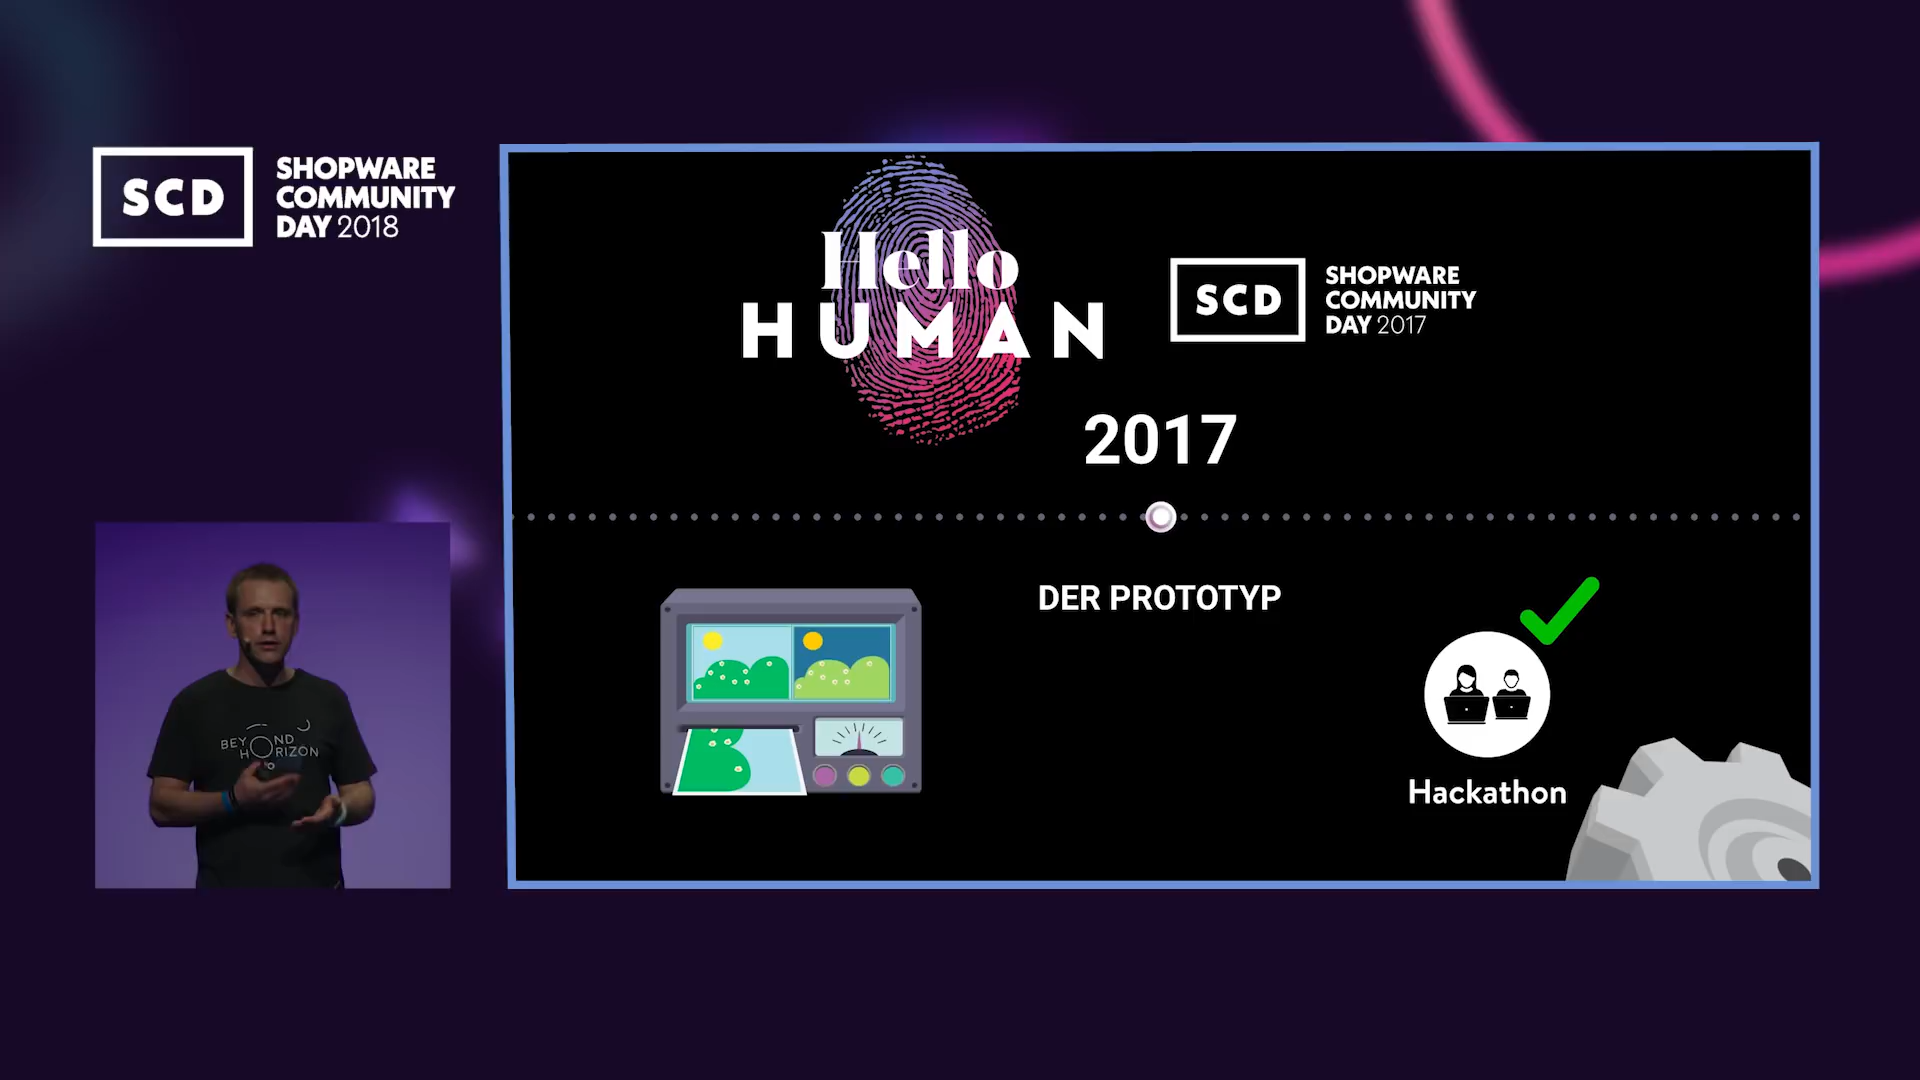 SCD
SHOPWARE
COMMUNITY
DAY 2018
Hello
HUMAN
SCD
SHOPWARE
COMMUNITY
DAY 2017
2017
DER PROTOTYP
Hackathon
BEYOND
HORIZON